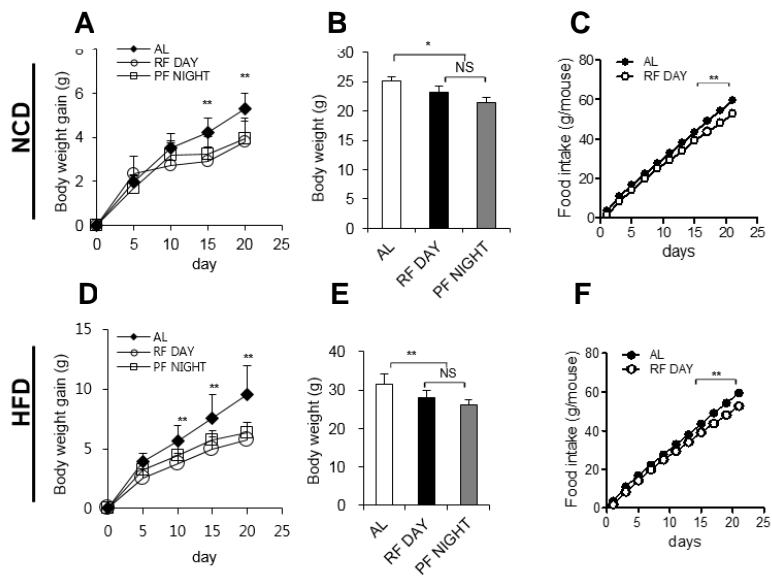 A
B
C
NCD
Body weight gain (g)
6
4
2
0
AL
RF DAY
PF NIGHT
**
**
0 5 10 15 20 25
day
Body weight (g)
30
25
20
15
10
5
0
*
NS
AL
RF DAY
PF NIGHT
Food intake (g/mouse)
80
60
40
20
0
AL
RF DAY
**
0 5 10 15 20 25
days
D
E
F
HFD
Body weight gain (g)
15
10
5
0
AL
RF DAY
PF NIGHT
**
**
**
0 5 10 15 20 25
day
Body weight (g)
40
30
20
10
0
**
NS
AL
RF DAY
PF NIGHT
Food intake (g/mouse)
80
60
40
20
0
AL
RF DAY
**
0 5 10 15 20 25
days